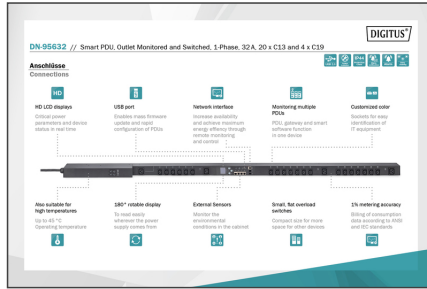 DIGITUS®
DN-95632 // Smart PDU, Outlet Monitored and Switched, 1-Phase, 32 A, 20 x C13 and 4 x C19
Anschlüsse
Connections
HD
HD LCD displays
Critical power
parameters and device
status in real time
USB port
Enables mass firmware
update and rapid
configuration of PDUs
Network interface
Increase availability
and achieve maximum
energy effiency through
remote monitoring
and control
Monitoring multiple
PDUs
PDU, gateway and smart
software function
in one device
Customized color
Sockets for easy
identification of
IT equipment
Also suitable for
high temperatures
Up to 45 °C
Operating temperature
180° rotable display
To read easily
wherever the power
supply comes from
External Sensors
Monitor the
environmental
conditions in the cabinet
Small, flat overload
switches
Compact size for more
space for other devices
1% metering accuracy
Billing of consumption
data according to ANSI
and IEC standards